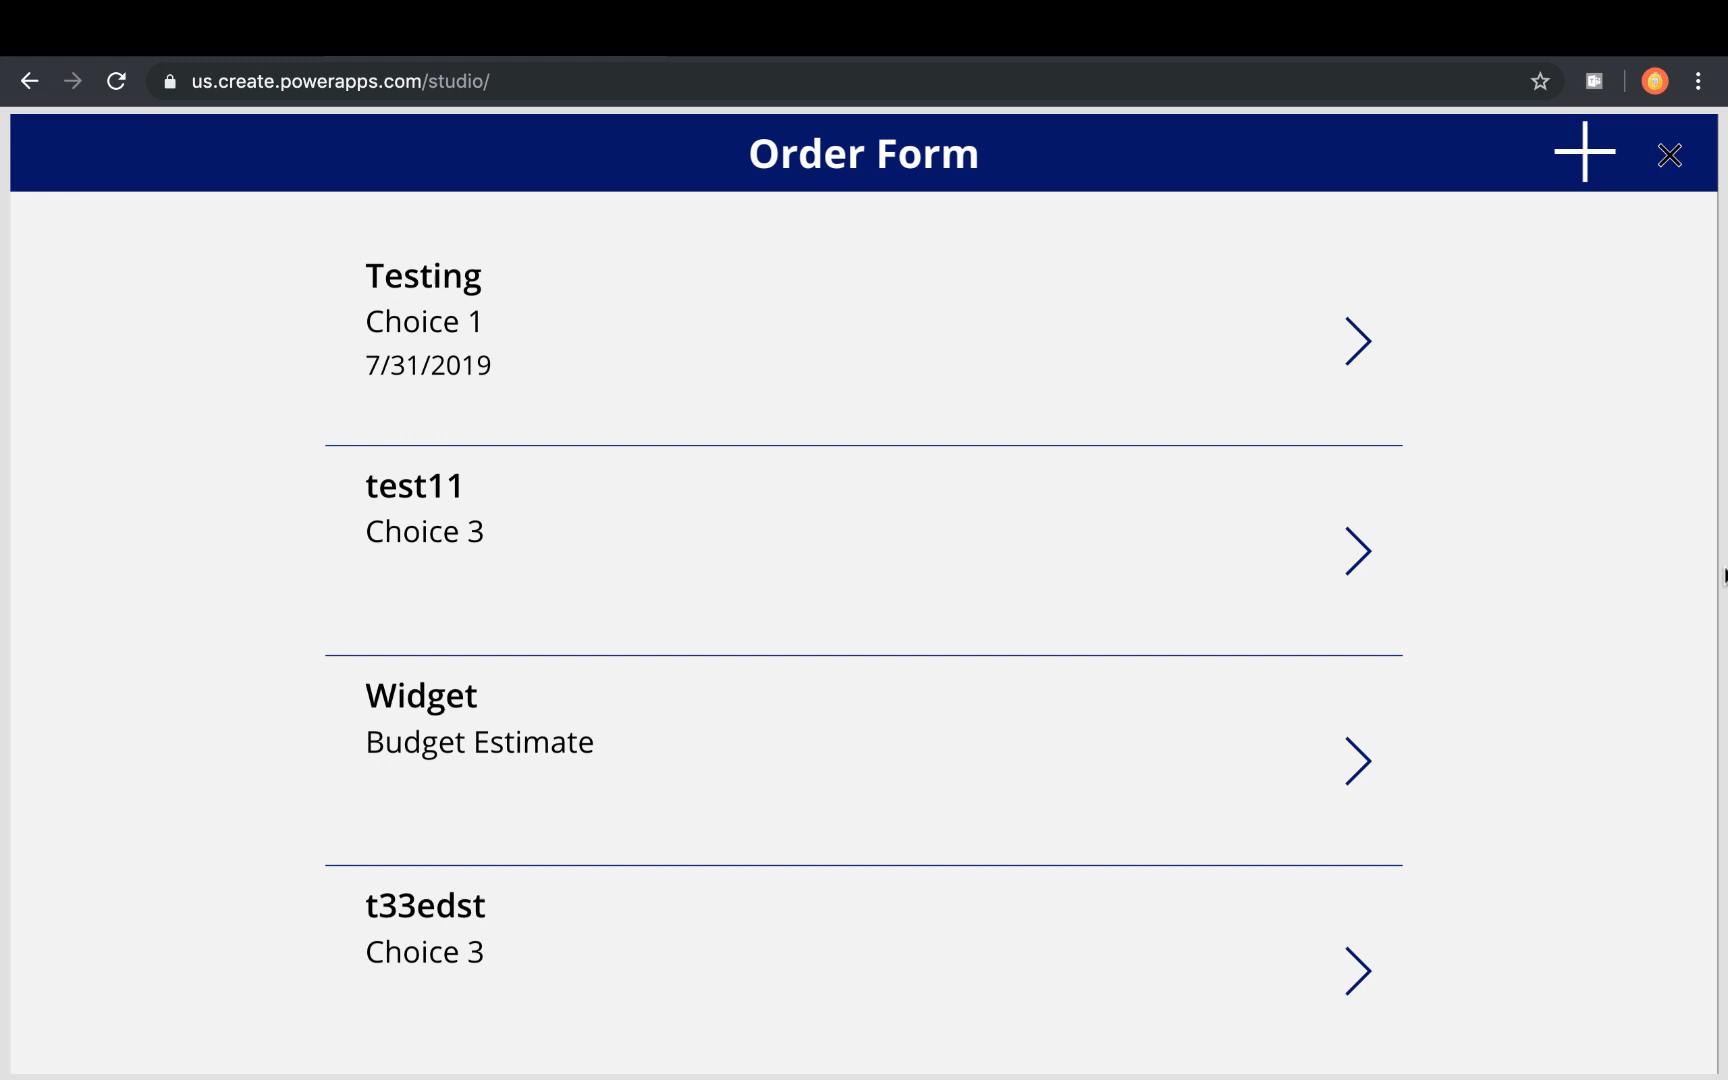 us.create.powerapps.com/studio/
Order Form
Testing
Choice 1
7/31/2019
test11
Choice 3
Widget
Budget Estimate
t33edst
Choice 3